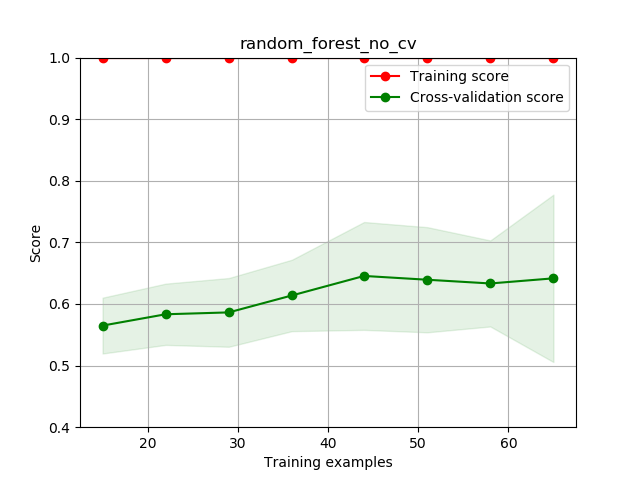 random_forest_no_cv
Training score
Cross-validation score
1.0
0.9
0.8
0.7
0.6
0.5
0.4
Score
20
30
40
50
60
Training examples